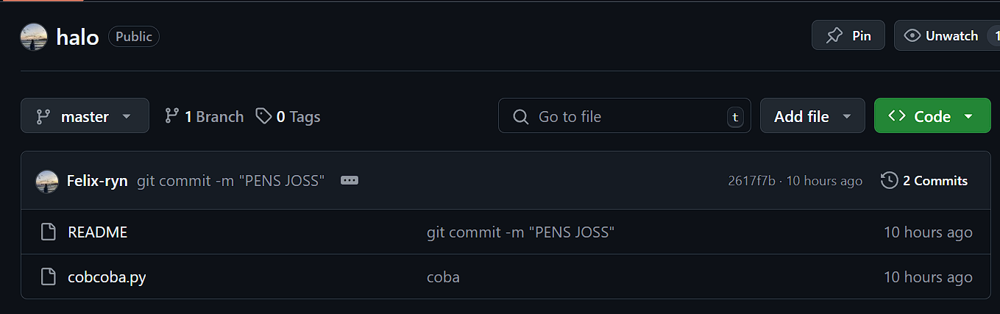 halo Public Pin Unwatch 1
master 1 Branch 0 Tags Go to file t Add file Code
Felix-ryn git commit -m "PENS JOSS" 2617f7b · 10 hours ago 2 Commits
README git commit -m "PENS JOSS" 10 hours ago
cobcoba.py coba 10 hours ago